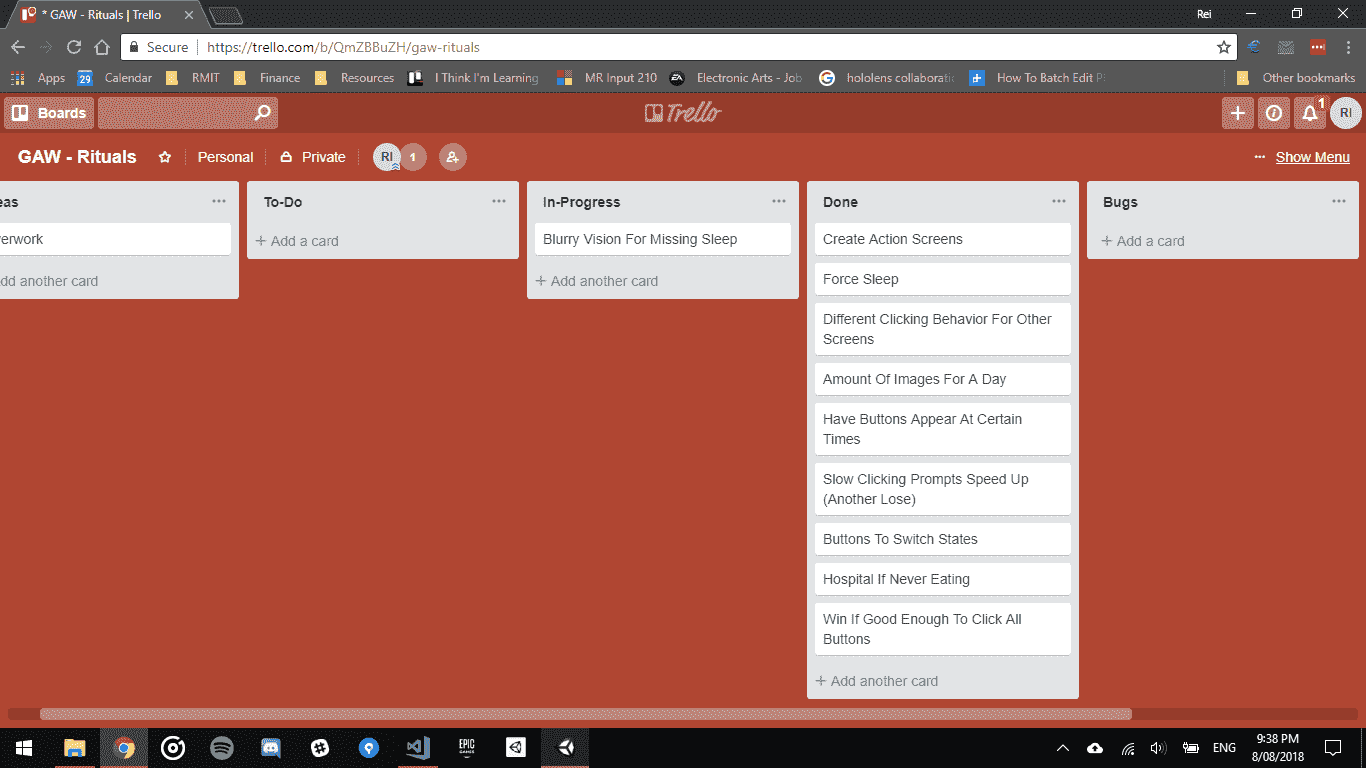 * GAW - Rituals | Trello
Rei
Secure
https://trello.com/b/QmZBBuZH/gaw-rituals
Apps
29
Calendar
RMIT
Finance
Resources
I Think I'm Learning
MR Input 210
EA
Electronic Arts - Job
G
hololens collaboratic
How To Batch Edit P
Other bookmarks
Boards
Trello
1
RI
GAW - Rituals
Personal
Private
RI
1
Show Menu
eas
erwork
dd another card
To-Do
+ Add a card
In-Progress
Blurry Vision For Missing Sleep
+ Add another card
Done
Create Action Screens
Force Sleep
Different Clicking Behavior For Other
Screens
Amount Of Images For A Day
Have Buttons Appear At Certain
Times
Slow Clicking Prompts Speed Up
(Another Lose)
Buttons To Switch States
Hospital If Never Eating
Win If Good Enough To Click All
Buttons
+ Add another card
Bugs
+ Add a card
EPIC
GAMES
ENG
9:38 PM
8/08/2018